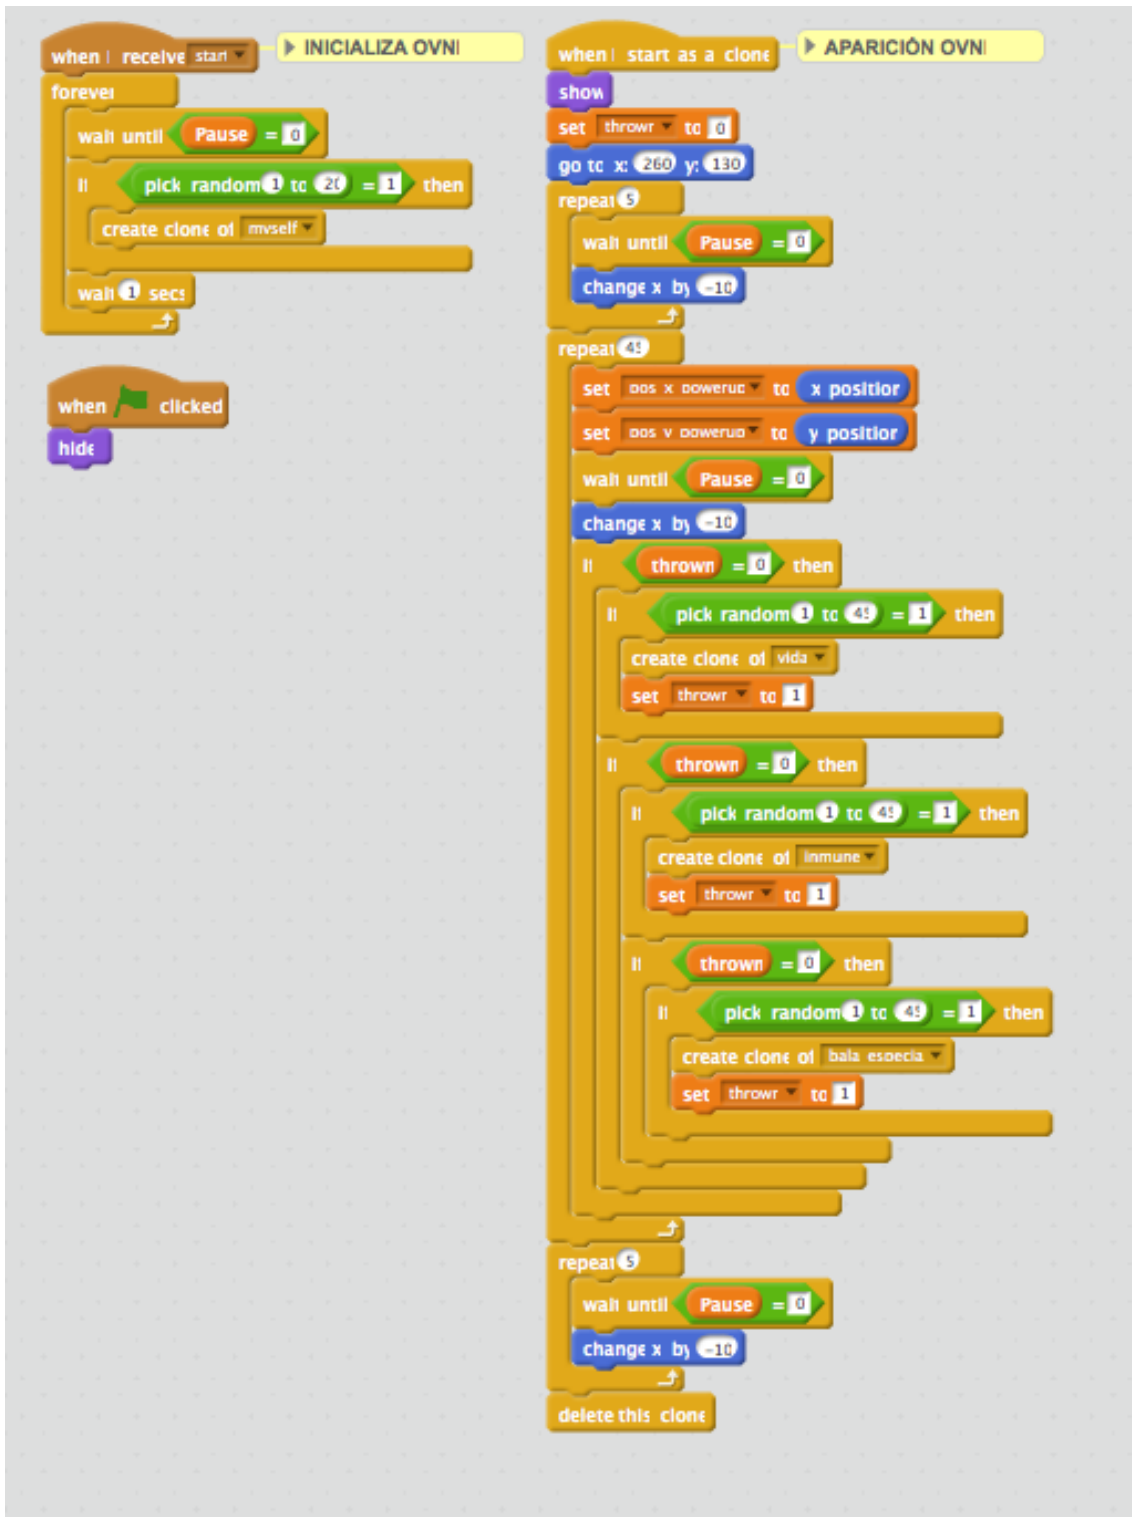 when I receive start
INICIALIZA OVNI
forever
wait until Pause = 0
If pick random 1 to 20 = 1 then
create clone of myself
wait 1 secs
when clicked
hide
when I start as a clone
APARICIÓN OVNI
show
set thrown to 0
go to x: 260 y: 130
repeat 5
wait until Pause = 0
change x by -10
repeat 45
set pos x powerup to x position
set pos y powerup to y position
wait until Pause = 0
change x by -10
If thrown = 0 then
If pick random 1 to 45 = 1 then
create clone of vida
set thrown to 1
If thrown = 0 then
If pick random 1 to 45 = 1 then
create clone of inmune
set thrown to 1
If thrown = 0 then
If pick random 1 to 45 = 1 then
create clone of bala especia
set thrown to 1
repeat 5
wait until Pause = 0
change x by -10
delete this clone